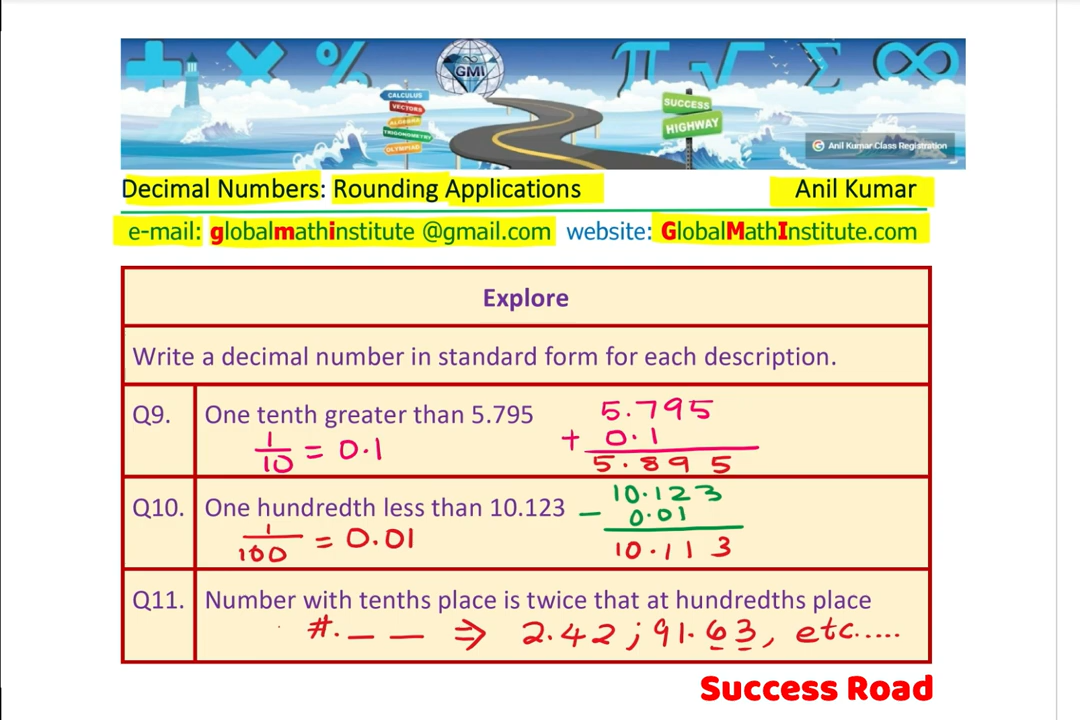 GMI
CALCULUS
VECTORS
ALGEBRA
TRIGONOMETRY
OLYMPIAD
SUCCESS
HIGHWAY
G Anil Kumar Class Registration
Decimal Numbers: Rounding Applications Anil Kumar
e-mail: globalmathinstitute @gmail.com website: GlobalMathInstitute.com
Explore
Write a decimal number in standard form for each description.
Q9. One tenth greater than 5.795
1/10 = 0.1
5.795
+ 0.1
5.895
Q10. One hundredth less than 10.123
1/100 = 0.01
10.123
- 0.01
10.113
Q11. Number with tenths place is twice that at hundredths place
#. _ _ ⇒ 2.42 ; 91.63, etc.....
Success Road